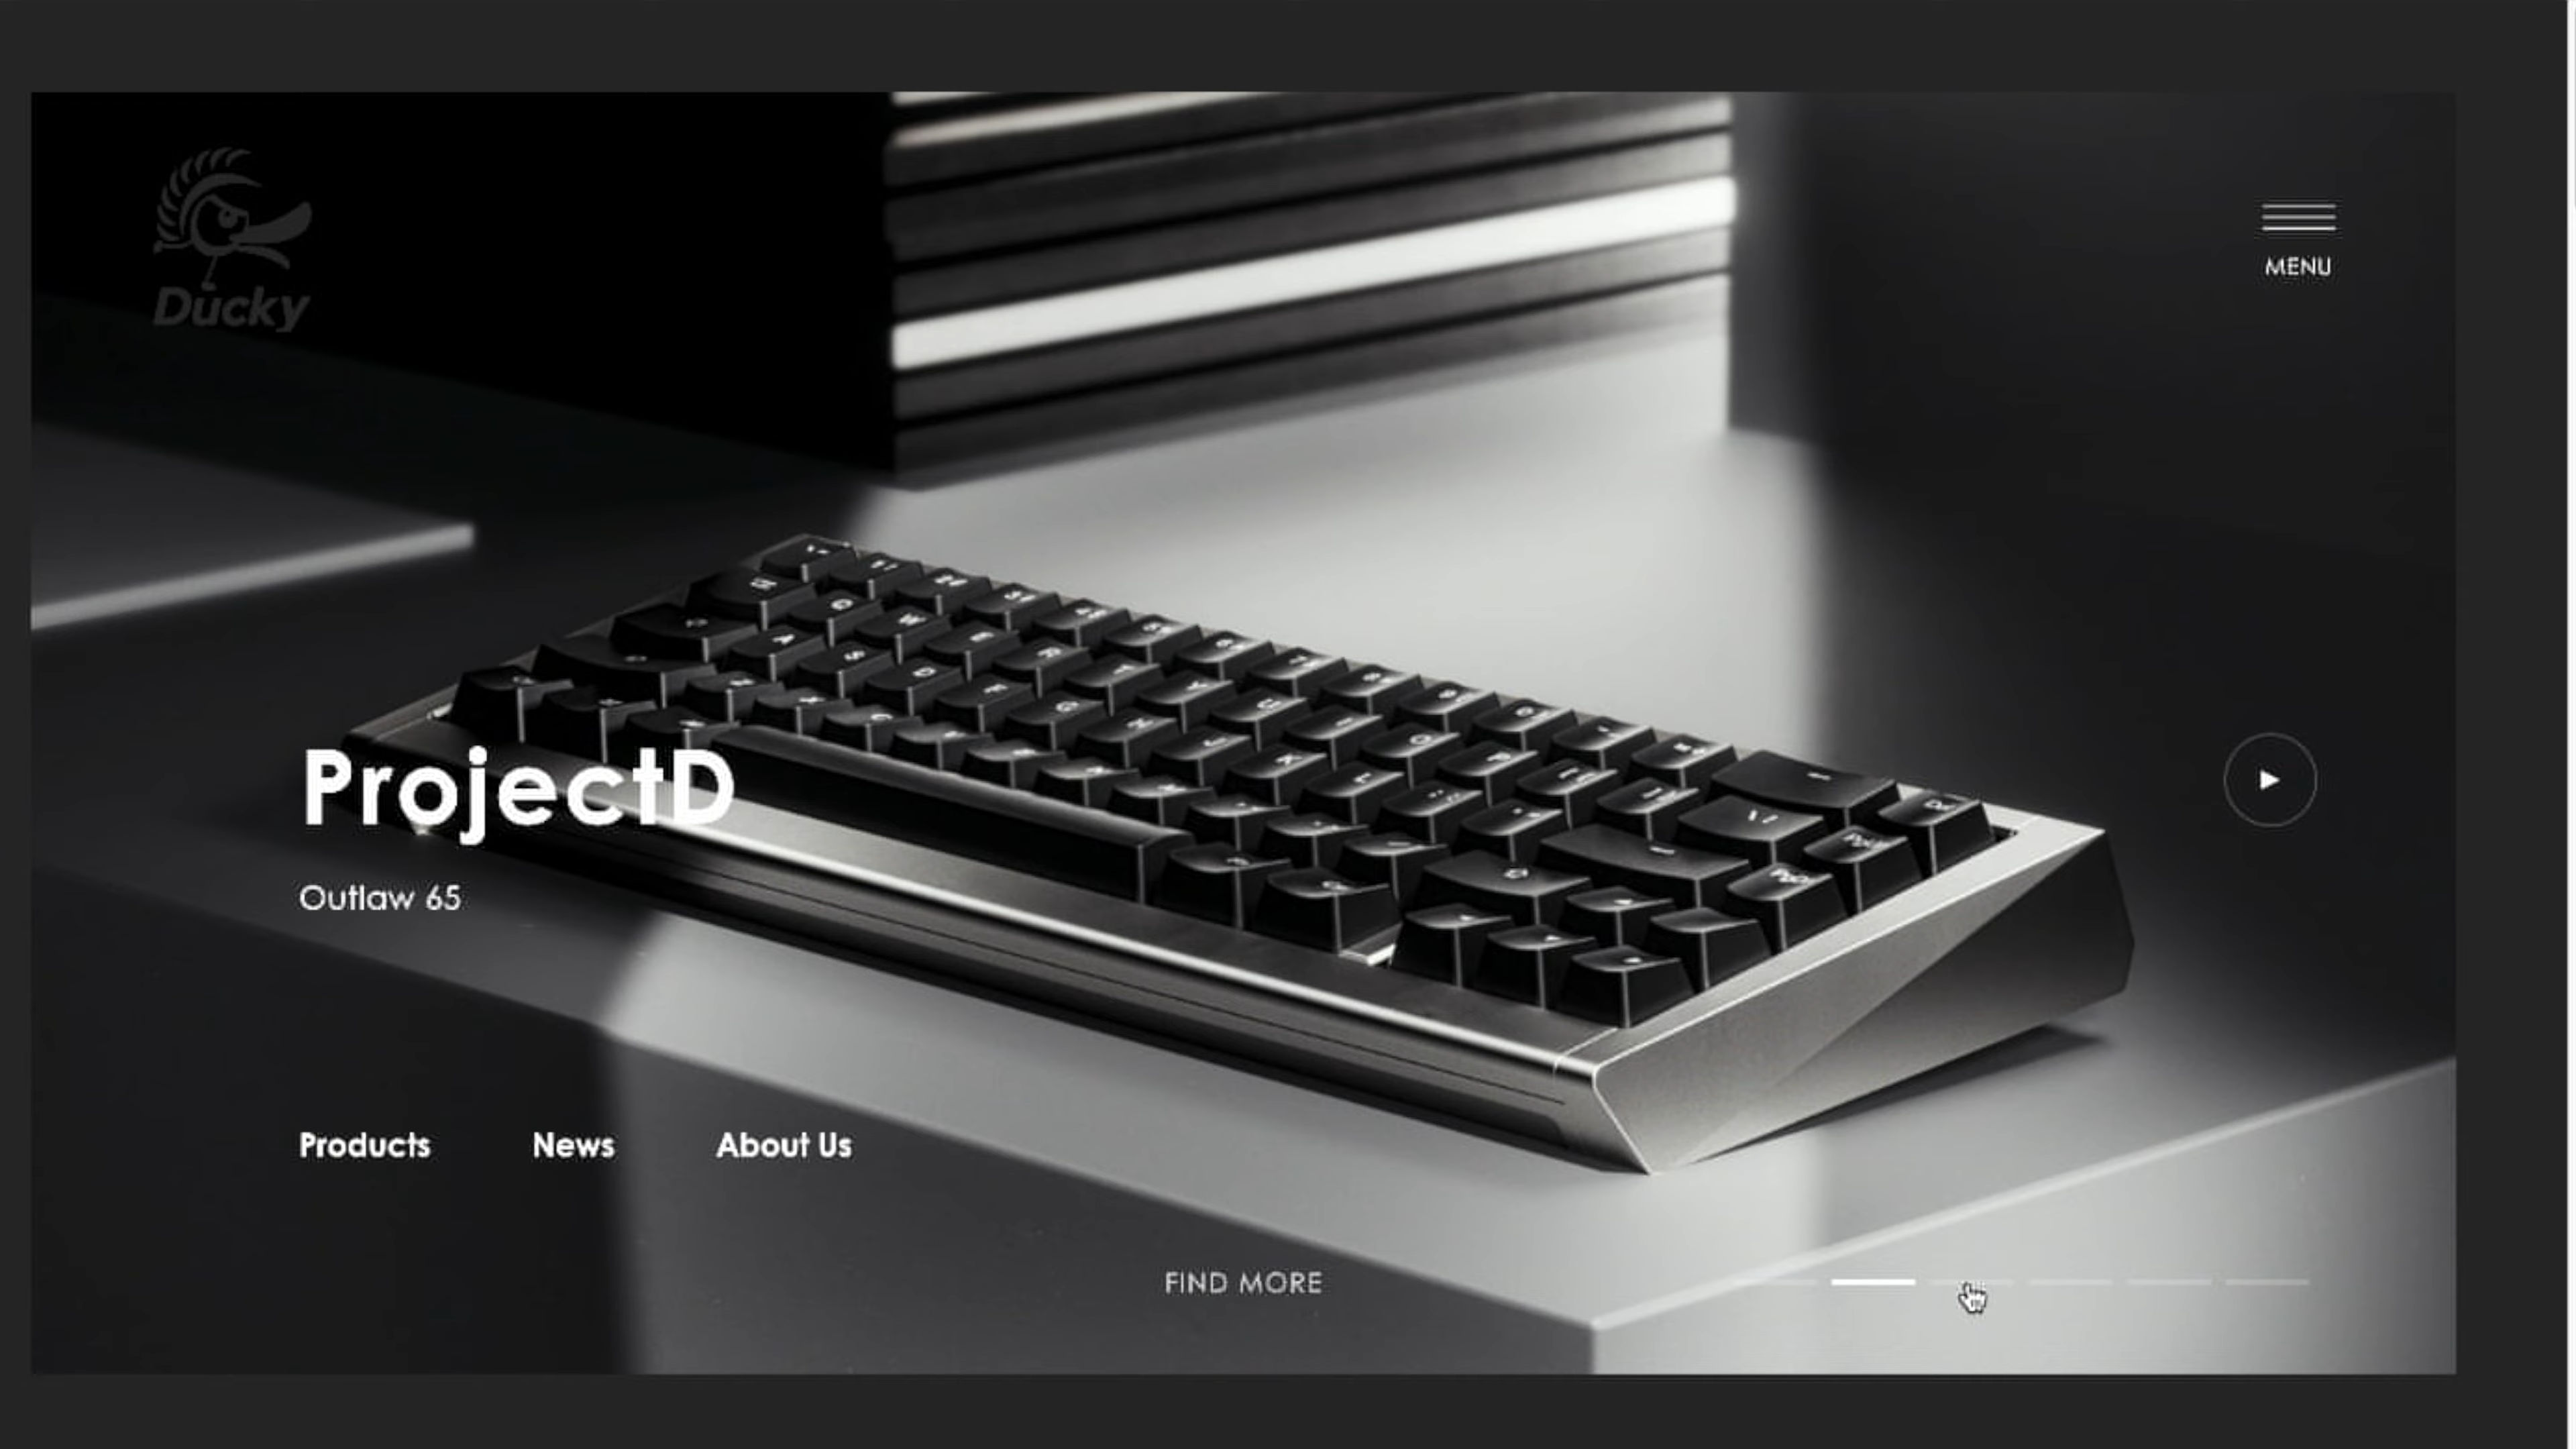 Ducky
MENU
ProjectD
Outlaw 65
Products
News
About Us
FIND MORE